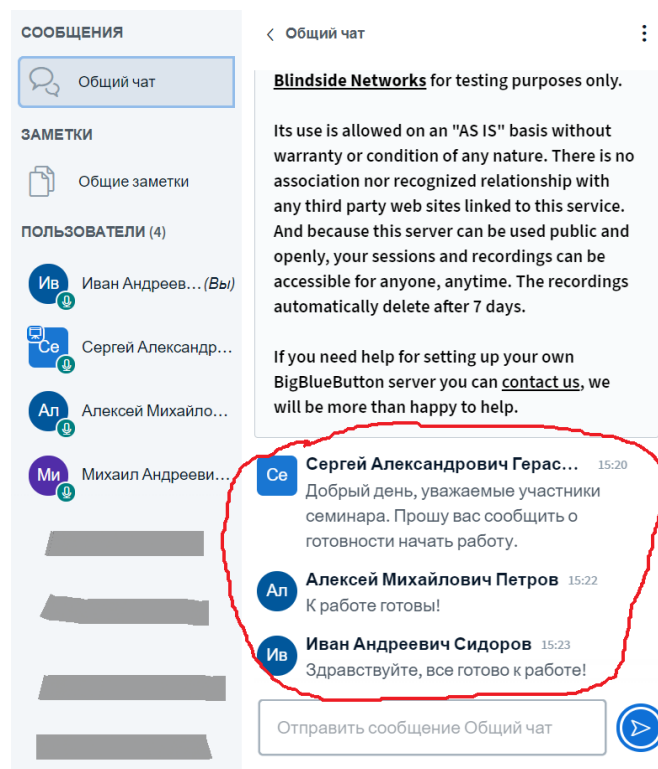 СООБЩЕНИЯ
Общий чат
ЗАМЕТКИ
Общие заметки
ПОЛЬЗОВАТЕЛИ (4)
Ив
Иван Андреев... (Вы)
Се
Сергей Александр...
Ал
Алексей Михайло...
Ми
Михаил Андрееви...
Общий чат
Blindside Networks for testing purposes only.
Its use is allowed on an "AS IS" basis without
warranty or condition of any nature. There is no
association nor recognized relationship with
any third party web sites linked to this service.
And because this server can be used public and
openly, your sessions and recordings can be
accessible for anyone, anytime. The recordings
automatically delete after 7 days.
If you need help for setting up your own
BigBlueButton server you can contact us, we
will be more than happy to help.
Се
Сергей Александрович Герас... 15:20
Добрый день, уважаемые участники
семинара. Прошу вас сообщить о
готовности начать работу.
Ал
Алексей Михайлович Петров 15:22
К работе готовы!
Ив
Иван Андреевич Сидоров 15:23
Здравствуйте, все готово к работе!
Отправить сообщение Общий чат